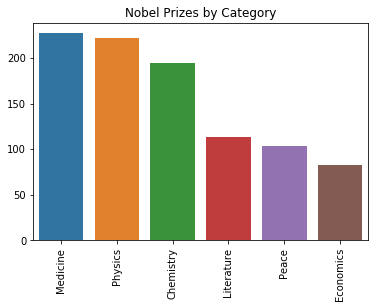 Nobel Prizes by Category
200
150
100
50
0
Medicine
Physics
Chemistry
Literature
Peace
Economics